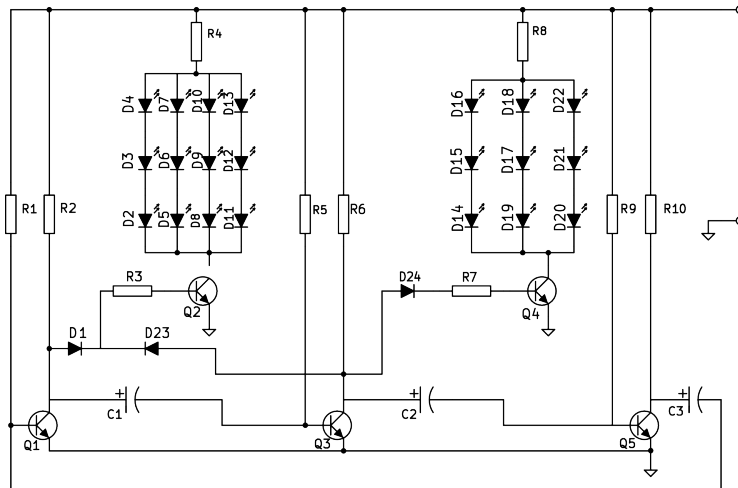 R4
R8
D4 D7 D10 D13
D16 D18 D22
D3 D6 D9 D12
D15 D17 D21
R1 R2 R5 R6 R9 R10
D2 D5 D8 D11
D14 D19 D20
R3 D24 R7
Q2 Q4
D1 D23
+ + +
C1 C2 C3
Q1 Q3 Q5